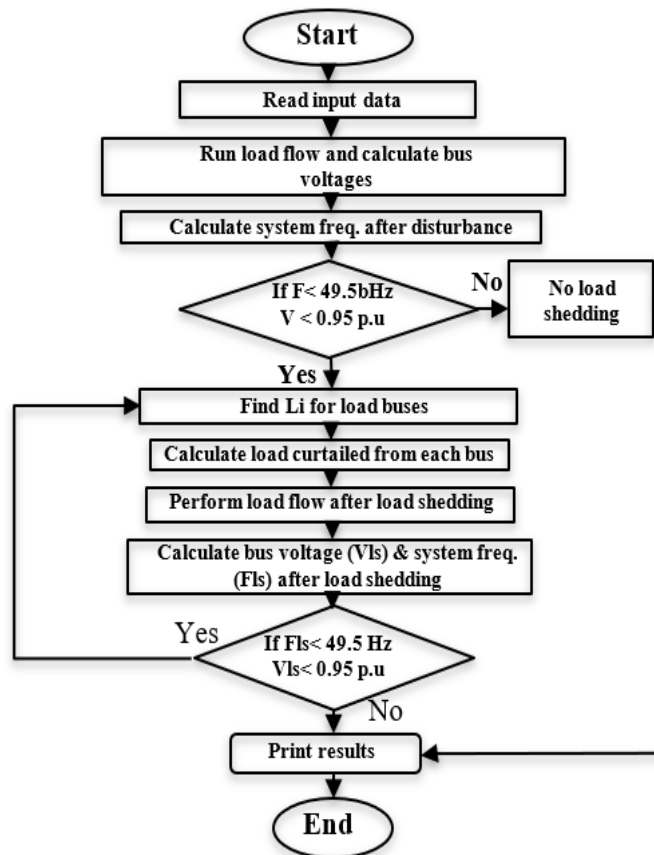 Start
Read input data
Run load flow and calculate bus
voltages
Calculate system freq. after disturbance
If F< 49.5bHz
V < 0.95 p.u
No
No load
shedding
Yes
Find Li for load buses
Calculate load curtailed from each bus
Perform load flow after load shedding
Calculate bus voltage (Vls) & system freq.
(Fls) after load shedding
Yes
If Fls< 49.5 Hz
Vls< 0.95 p.u
No
Print results
End